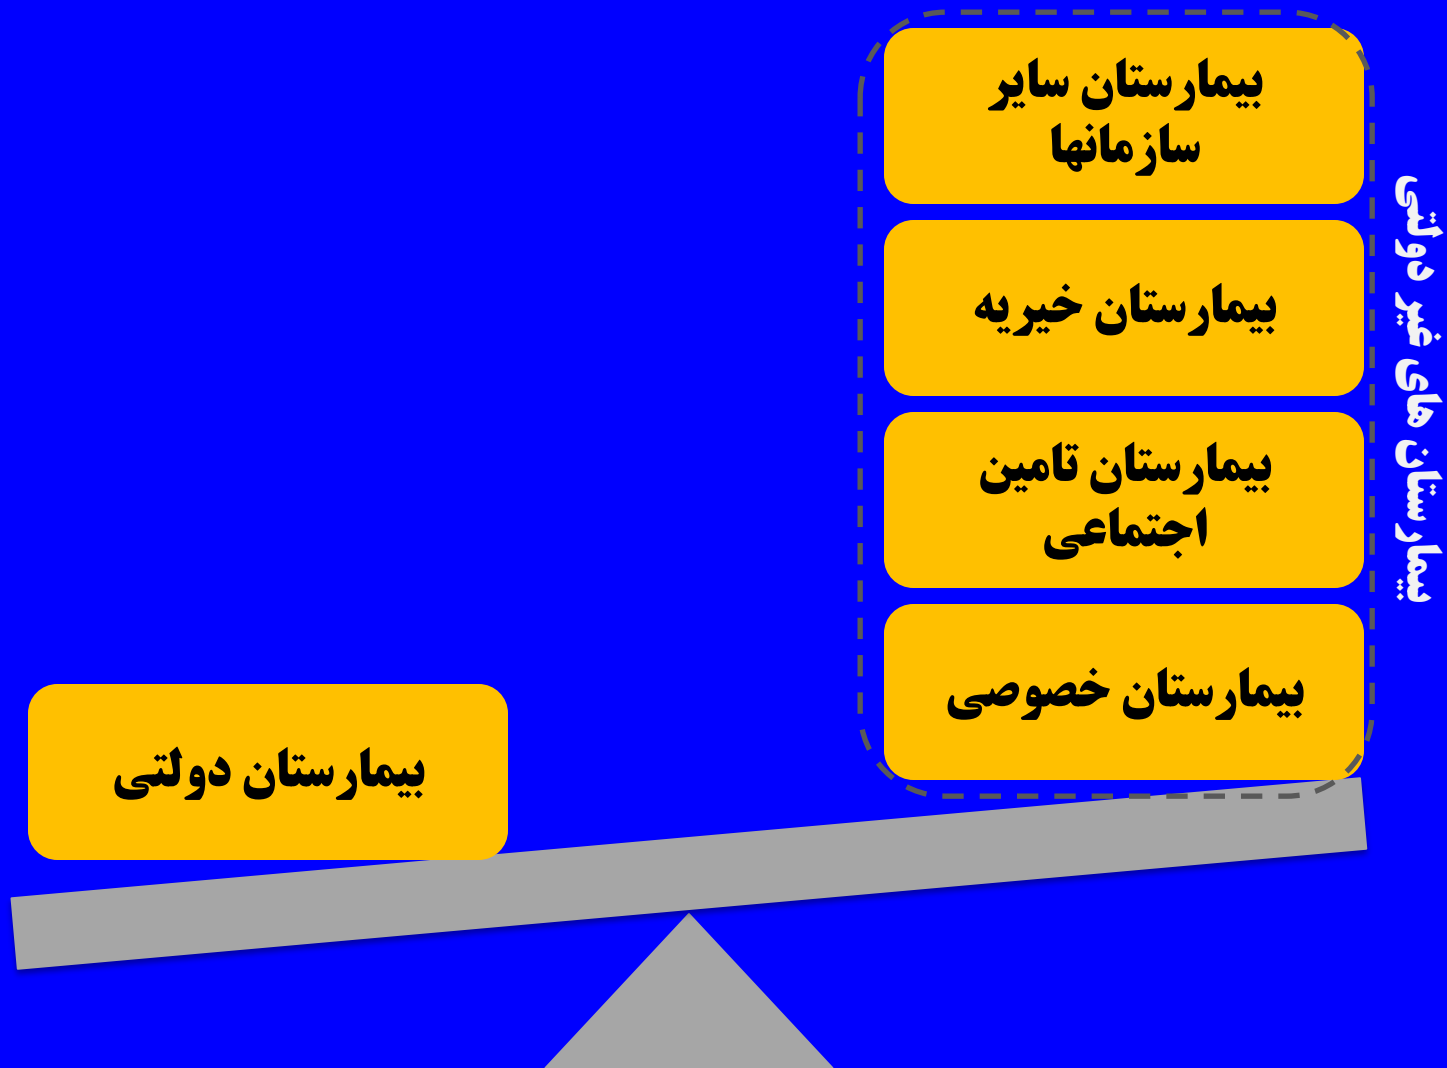 بیمارستان سایر
سازمانها
بیمارستان خیریه
بیمارستان تامین
اجتماعی
بیمارستان خصوصی
بیمارستان های غیر دولتی
بیمارستان دولتی